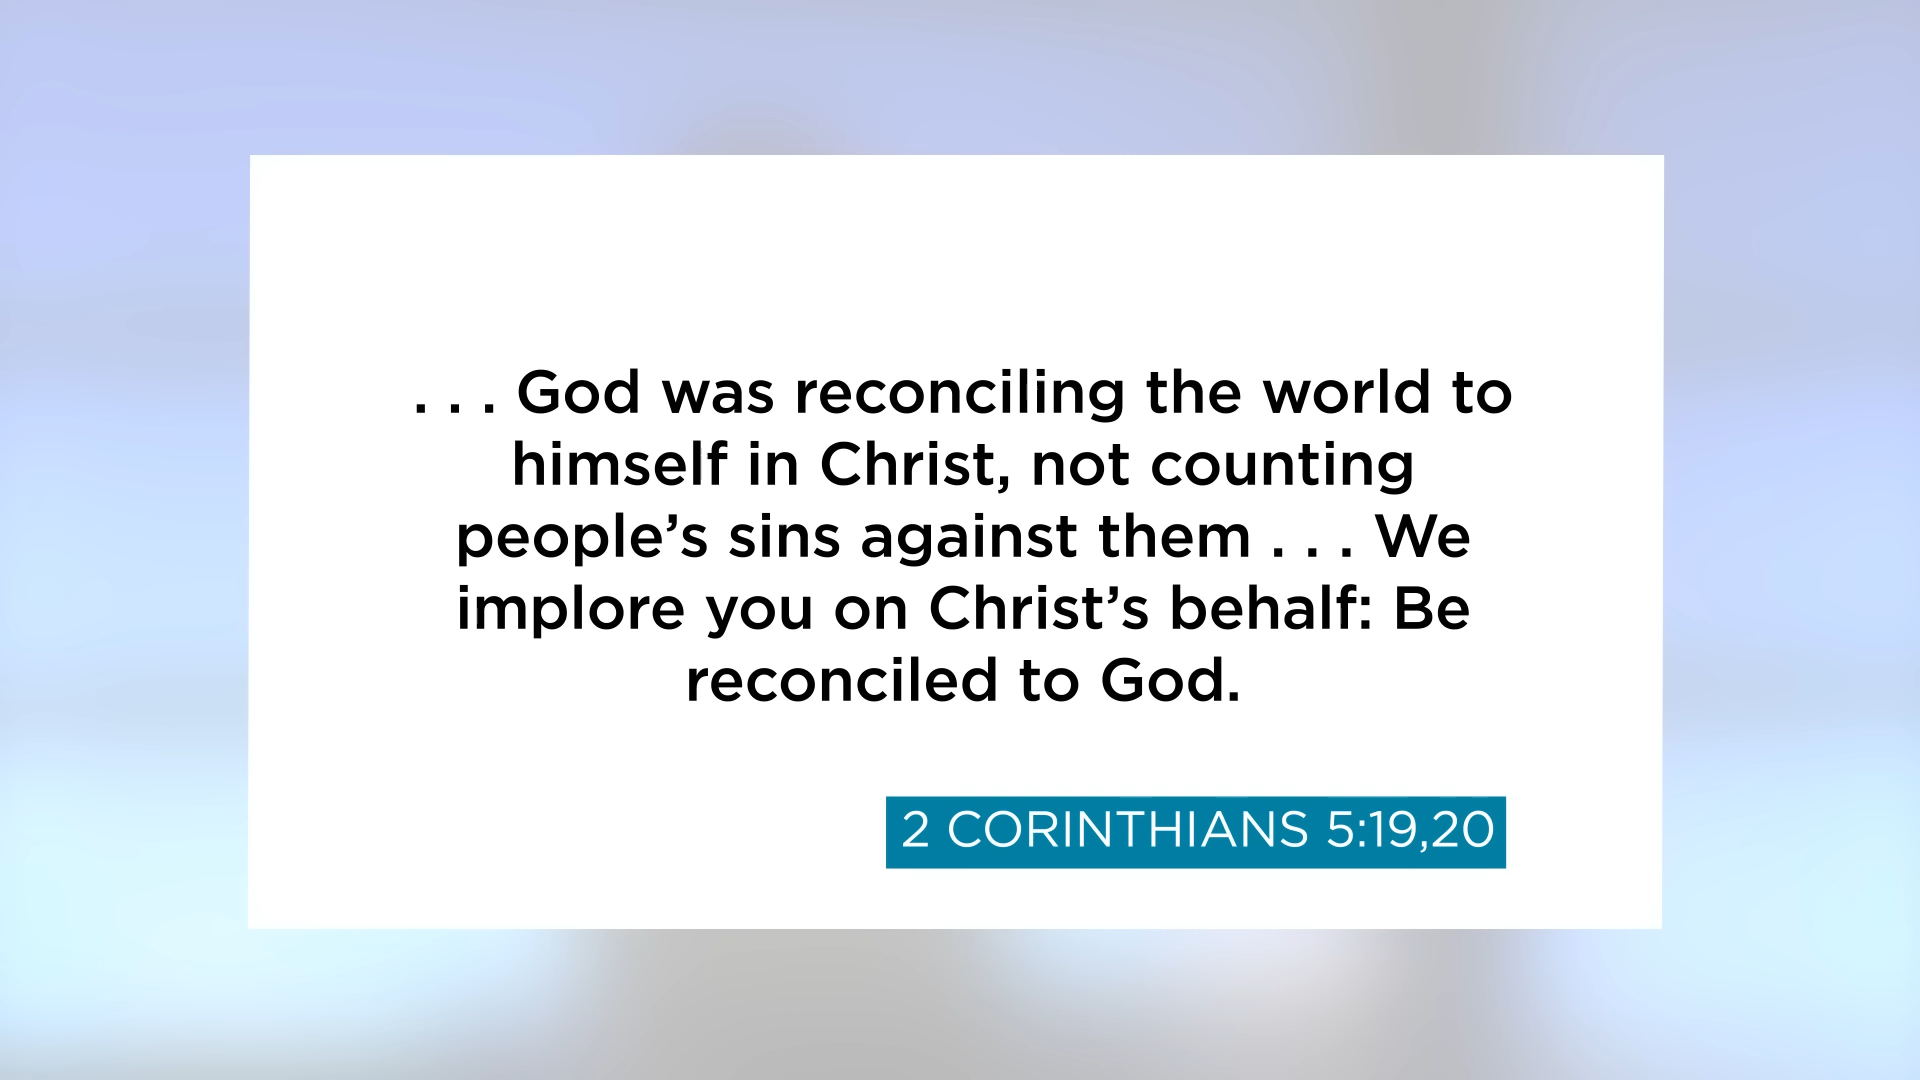 . . . God was reconciling the world to
himself in Christ, not counting
people’s sins against them . . . We
implore you on Christ’s behalf: Be
reconciled to God.
2 CORINTHIANS 5:19,20